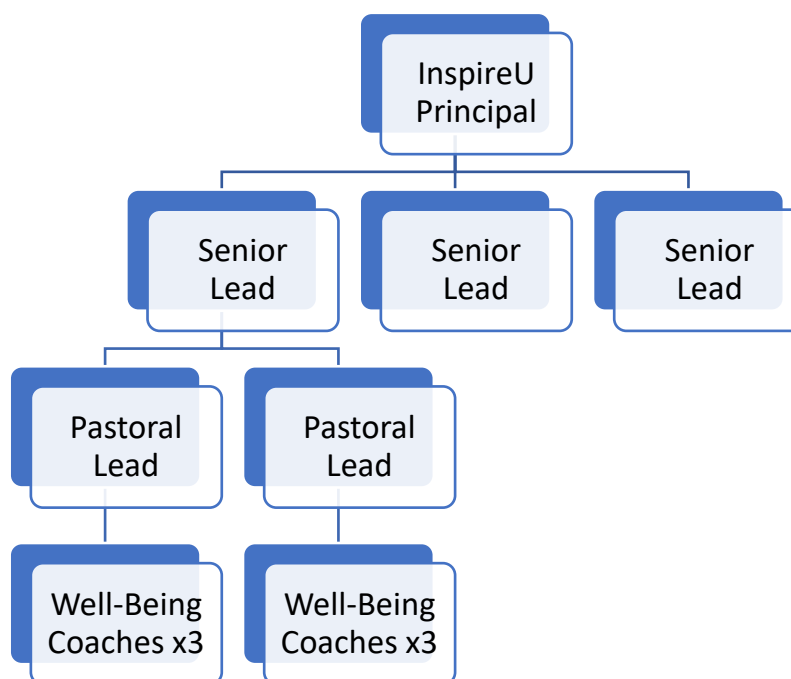 InspireU
Principal
Senior
Lead
Senior
Lead
Senior
Lead
Pastoral
Lead
Pastoral
Lead
Well-Being
Coaches x3
Well-Being
Coaches x3